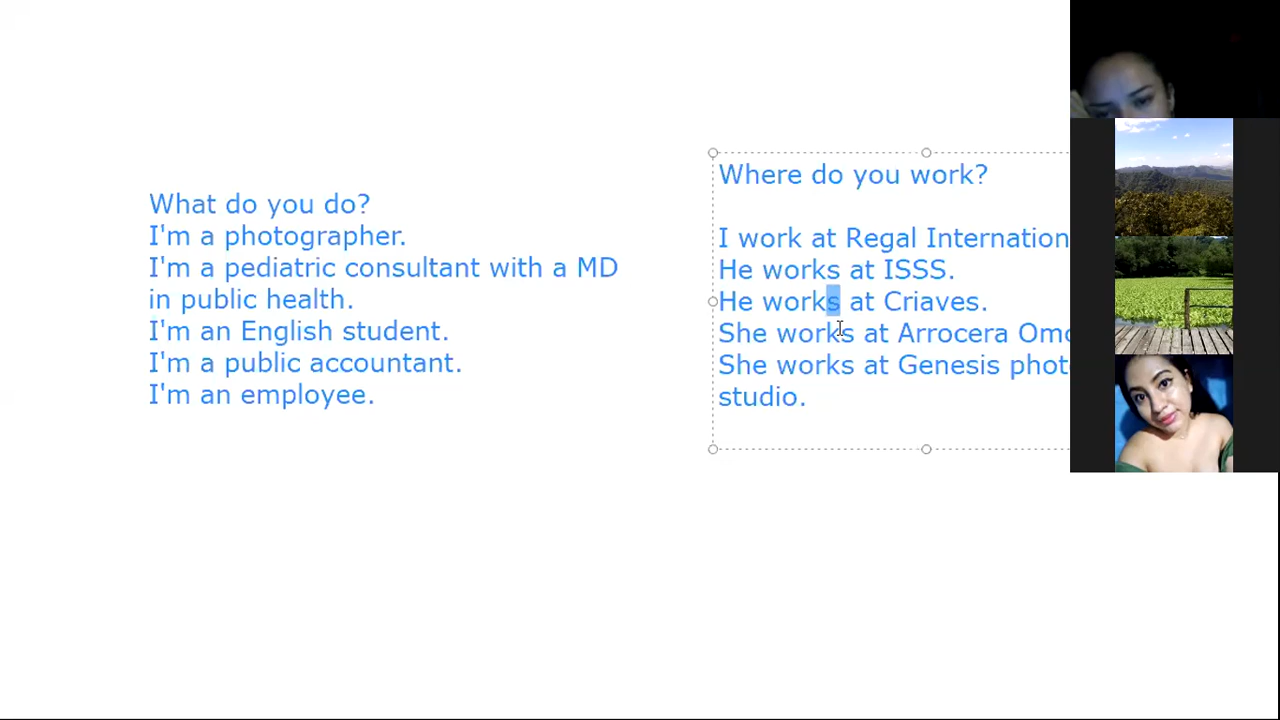 What do you do?
I'm a photographer.
I'm a pediatric consultant with a MD
in public health.
I'm an English student.
I'm a public accountant.
I'm an employee.
Where do you work?
I work at Regal Internation
He works at ISSS.
He works at Criaves.
She works at Arrocera Omo
She works at Genesis phot
studio.